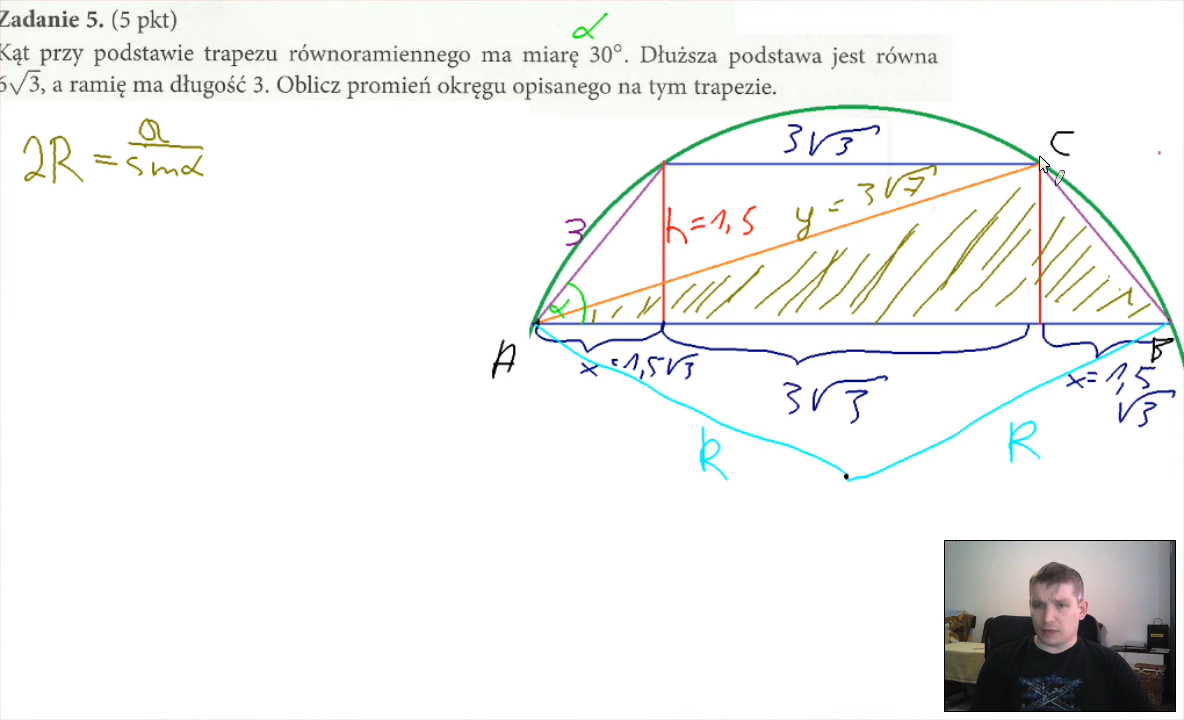 Zadanie 5. (5 pkt)
α
Kąt przy podstawie trapezu równoramiennego ma miarę 30°. Dłuższa podstawa jest równa
6√3, a ramię ma długość 3. Oblicz promień okręgu opisanego na tym trapezie.
2R = a/sinα
3√3
C
3
h=1,5
y = 3√7
α
A
x = 1,5√3
3√3
B
x = 1,5
√3
R
R